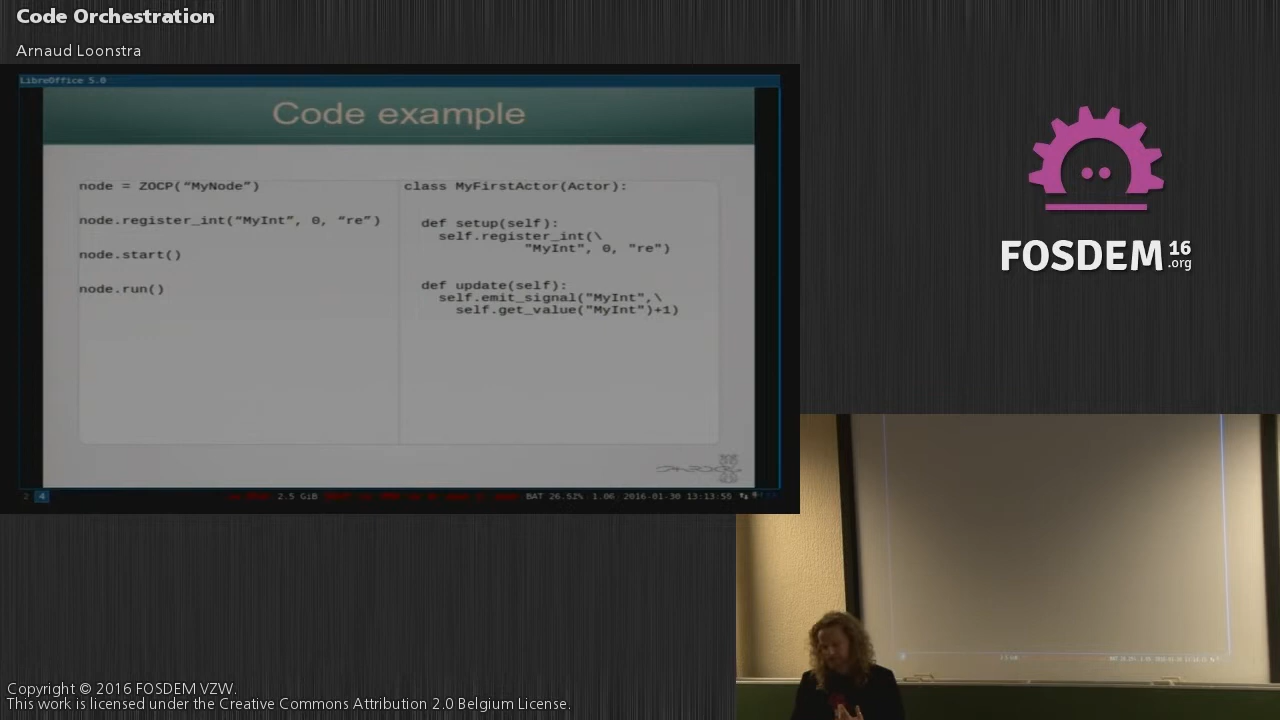 Code Orchestration
Arnaud Loonstra
LibreOffice 5.0
Code example
node = ZOCP(“MyNode”)
node.register_int(“MyInt”, 0, “re”)
node.start()
node.run()
class MyFirstActor(Actor):
def setup(self):
self.register_int(\
"MyInt", 0, "re")
def update(self):
self.emit_signal("MyInt",\
self.get_value("MyInt")+1)
2 4
2.5 GiB
BAT 26.52% 1.06 2016-01-30 13:13:55
FOSDEM 16
.org
Copyright © 2016 FOSDEM VZW.
This work is licensed under the Creative Commons Attribution 2.0 Belgium License.